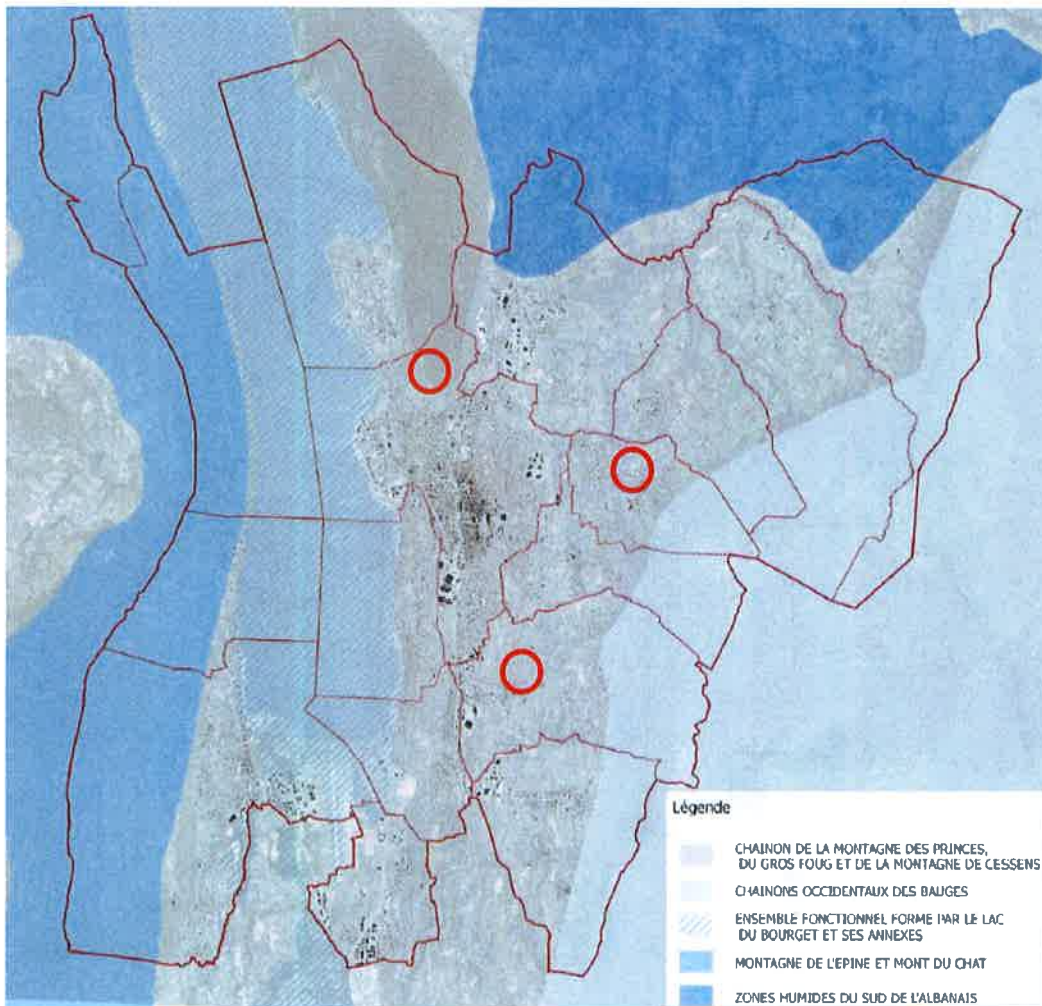 Légende
CHAINON DE LA MONTAGNE DES PRINCES,
DU GROS FOUG ET DE LA MONTAGNE DE CESSENS
CHAINONS OCCIDENTAUX DES BAUGES
ENSEMBLE FONCTIONNEL FORME PAR LE LAC
DU BOURGET ET SES ANNEXES
MONTAGNE DE L'EPINE ET MONT DU CHAT
ZONES HUMIDES DU SUD DE L'ALBANAIS